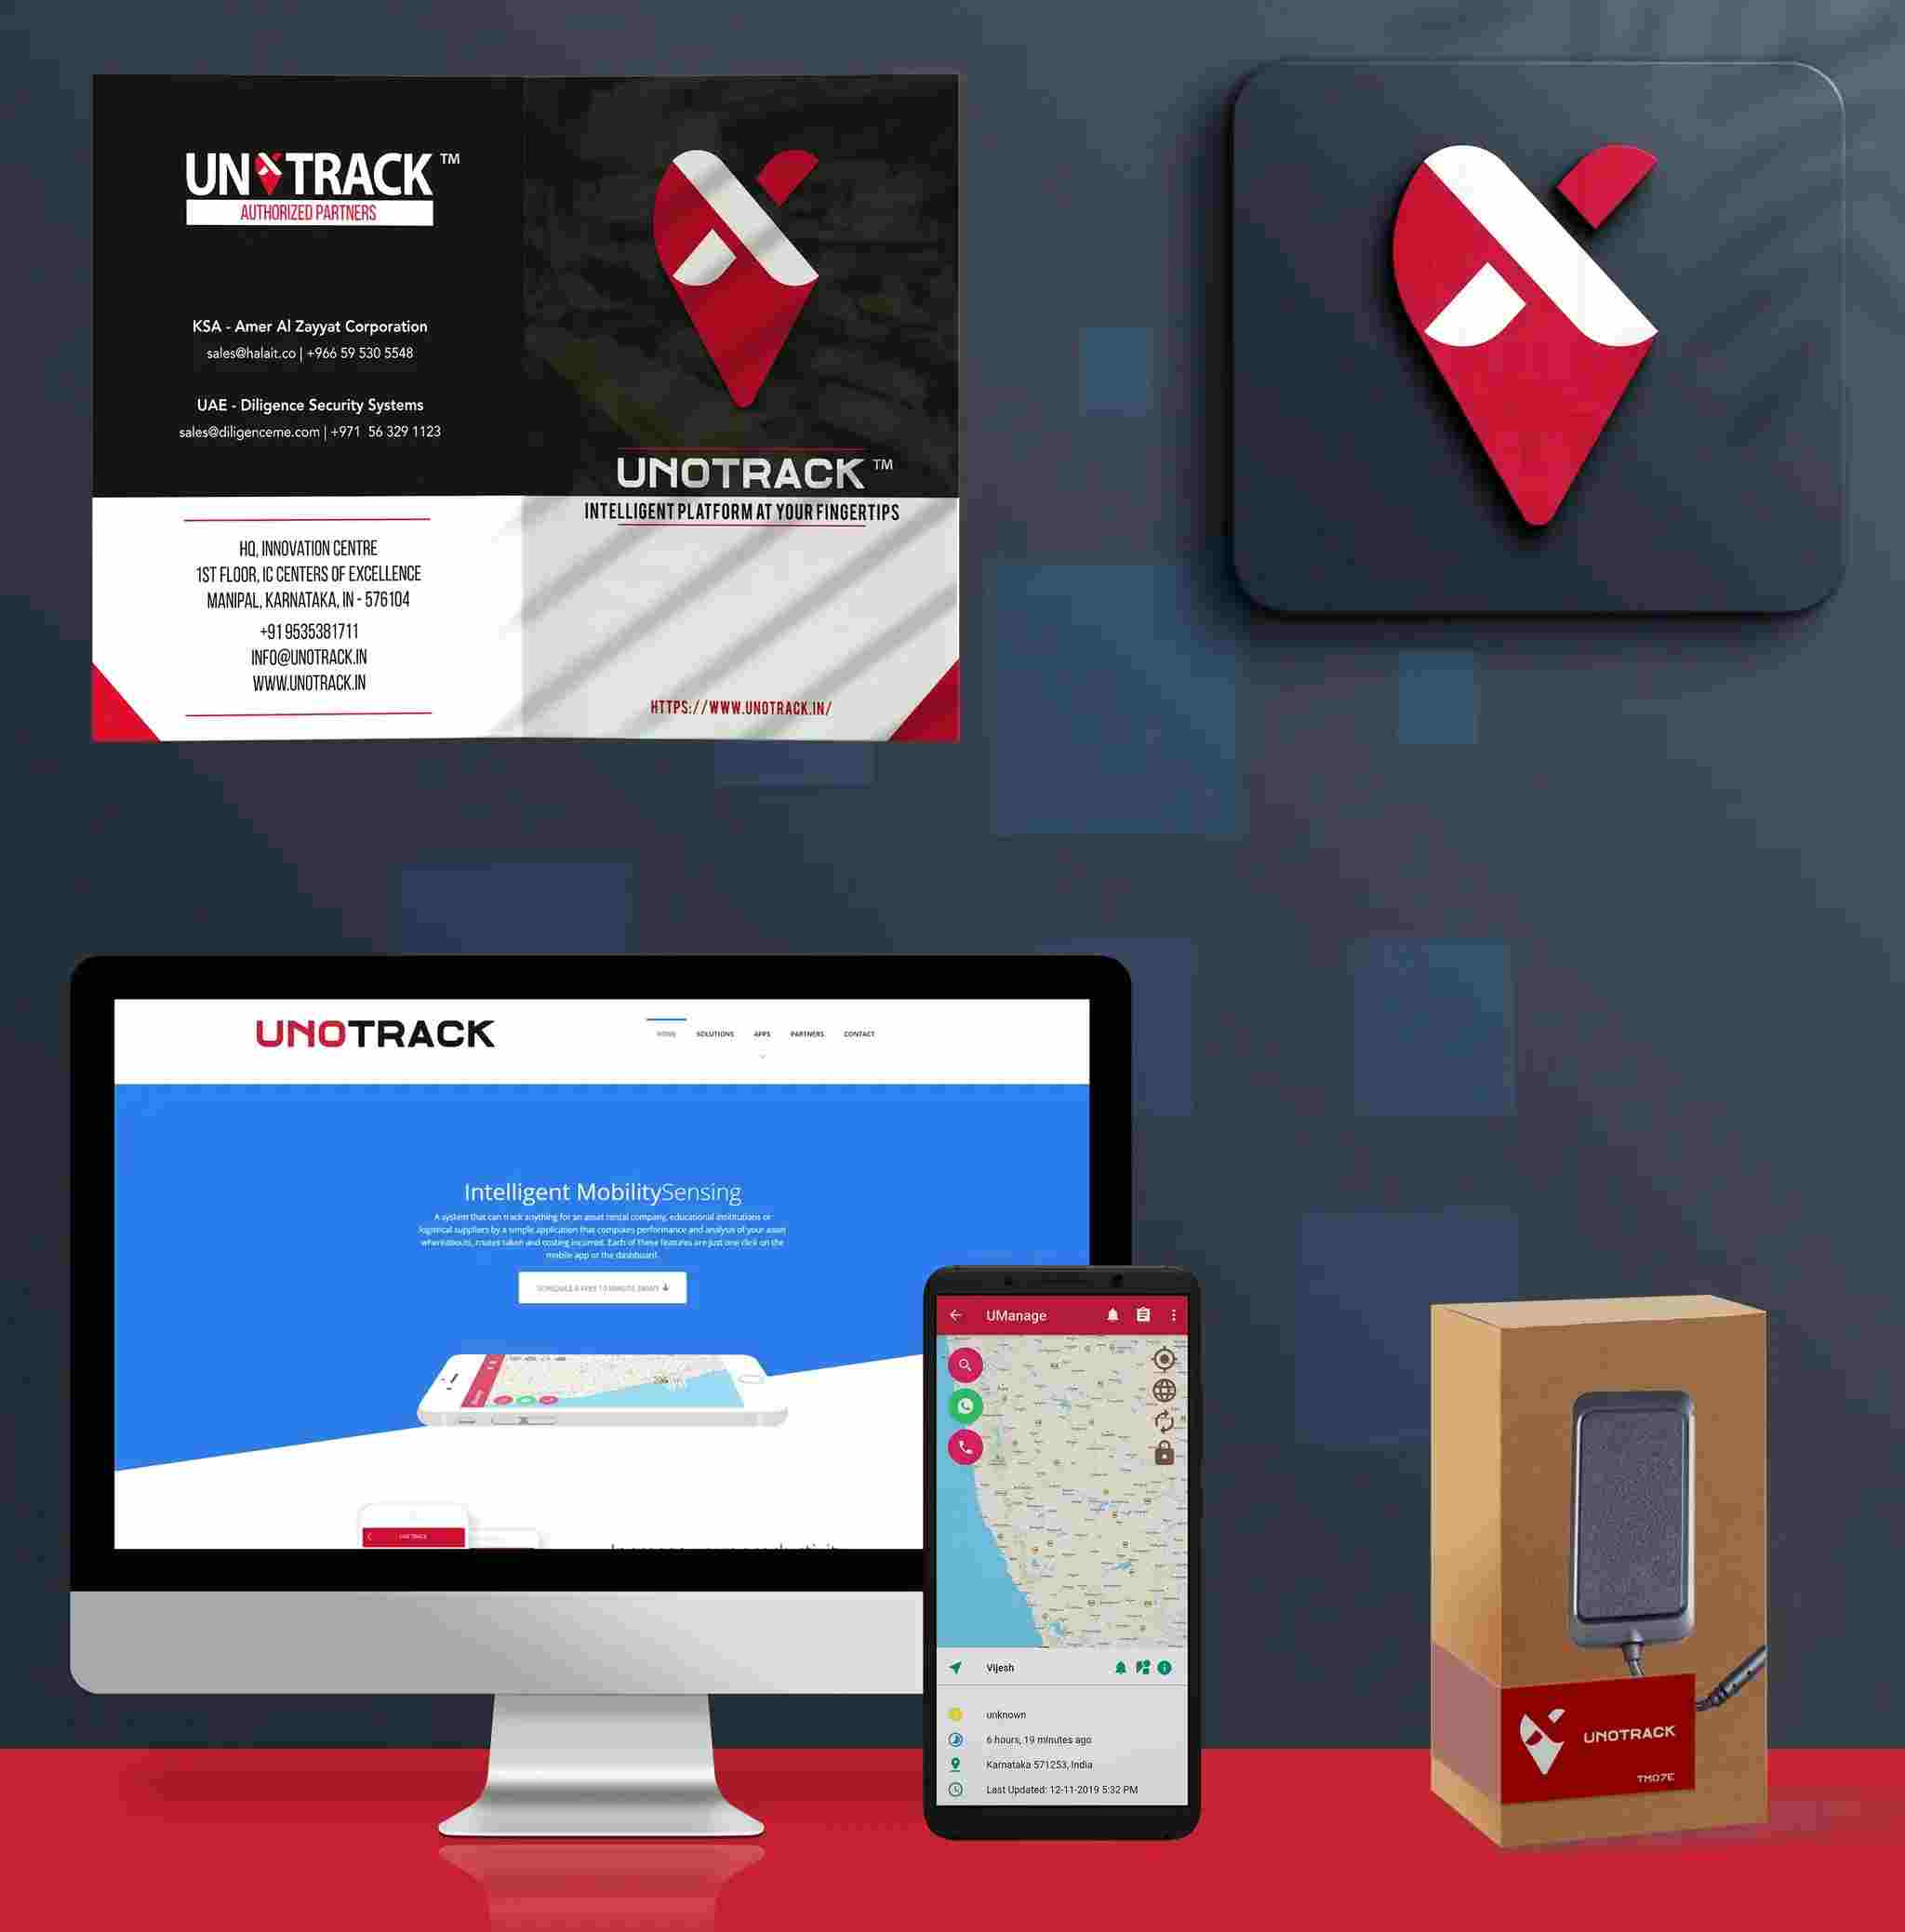 UNOTRACK ™
AUTHORIZED PARTNERS
KSA - Amer Al Zayyat Corporation
sales@halait.co | +966 59 530 5548
UAE - Diligence Security Systems
sales@diligenceme.com | +971 56 329 1123
HQ, INNOVATION CENTRE
1ST FLOOR, IC CENTERS OF EXCELLENCE
MANIPAL, KARNATAKA, IN - 576104
+91 9535381711
INFO@UNOTRACK.IN
WWW.UNOTRACK.IN
UNOTRACK ™
INTELLIGENT PLATFORM AT YOUR FINGERTIPS
HTTPS://WWW.UNOTRACK.IN/
UNOTRACK
HOME SOLUTIONS APPS PARTNERS CONTACT
Intelligent MobilitySensing
A system that can track anything for an asset rental company, educational institutions or
logistical suppliers by a simple application that computes performance and analysis of your asset
whereabouts, routes taken and costing incurred. Each of these features are just one click on the
mobile app or the dashboard.
SCHEDULE A FREE 10 MINUTE DEMO
UNO TRACK
UManage
Vijesh
unknown
6 hours, 19 minutes ago
Karnataka 571253, India
Last Updated: 12-11-2019 5:32 PM
UNOTRACK
TM07E